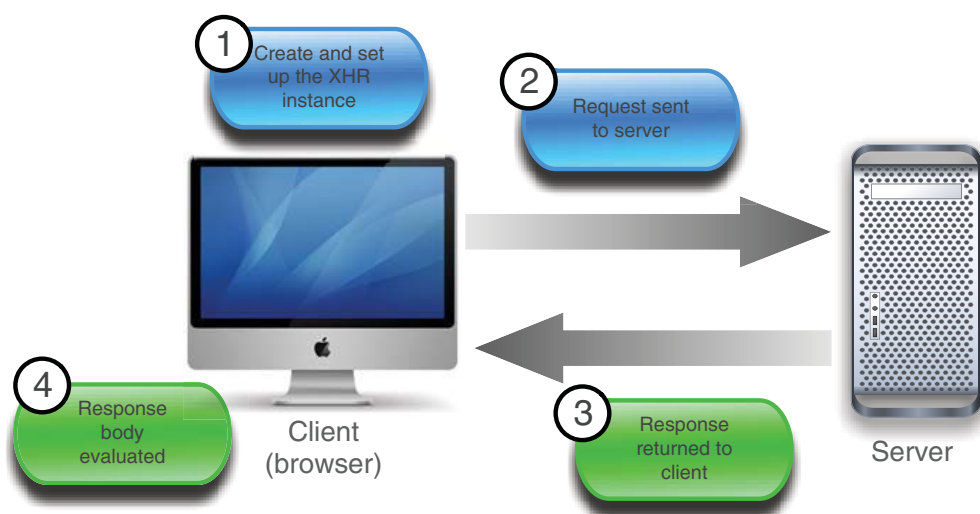 1
Create and set
up the XHR
instance
2
Request sent
to server
4
Response
body
evaluated
Client
(browser)
3
Response
returned to
client
Server